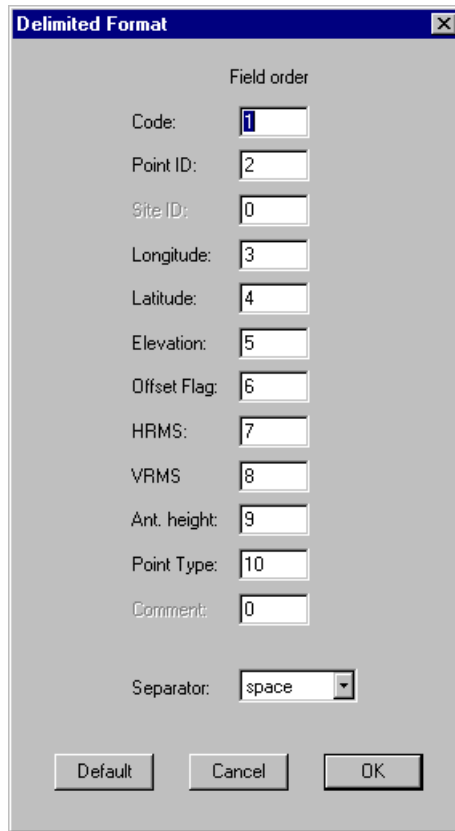 Delimited Format
Field order
Code: 1
Point ID: 2
Site ID: 0
Longitude: 3
Latitude: 4
Elevation: 5
Offset Flag: 6
HRMS: 7
VRMS 8
Ant. height: 9
Point Type: 10
Comment: 0
Separator: space
Default Cancel OK